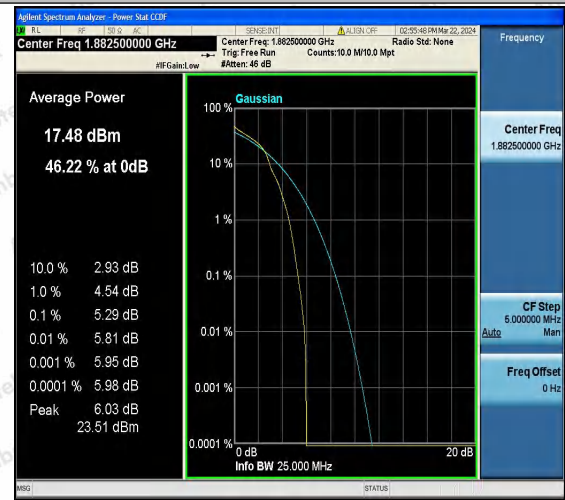 Agilent Spectrum Analyzer - Power Stat CCDF
LXI RL RF 50 Ω AC SENSE:INT ALIGN OFF 02:55:48 PM Mar 22, 2024
Center Freq 1.882500000 GHz
Center Freq: 1.882500000 GHz Radio Std: None
Trig: Free Run Counts:10.0 M/10.0 Mpt
#IFGain:Low #Atten: 46 dB
Frequency
Average Power
17.48 dBm
46.22 % at 0dB
10.0 % 2.93 dB
1.0 % 4.54 dB
0.1 % 5.29 dB
0.01 % 5.81 dB
0.001 % 5.95 dB
0.0001 % 5.98 dB
Peak 6.03 dB
23.51 dBm
Gaussian
100 %
10 %
1 %
0.1 %
0.01 %
0.001 %
0.0001 %
0 dB 20 dB
Info BW 25.000 MHz
Center Freq
1.882500000 GHz
CF Step
5.000000 MHz
Auto Man
Freq Offset
0 Hz
MSG STATUS